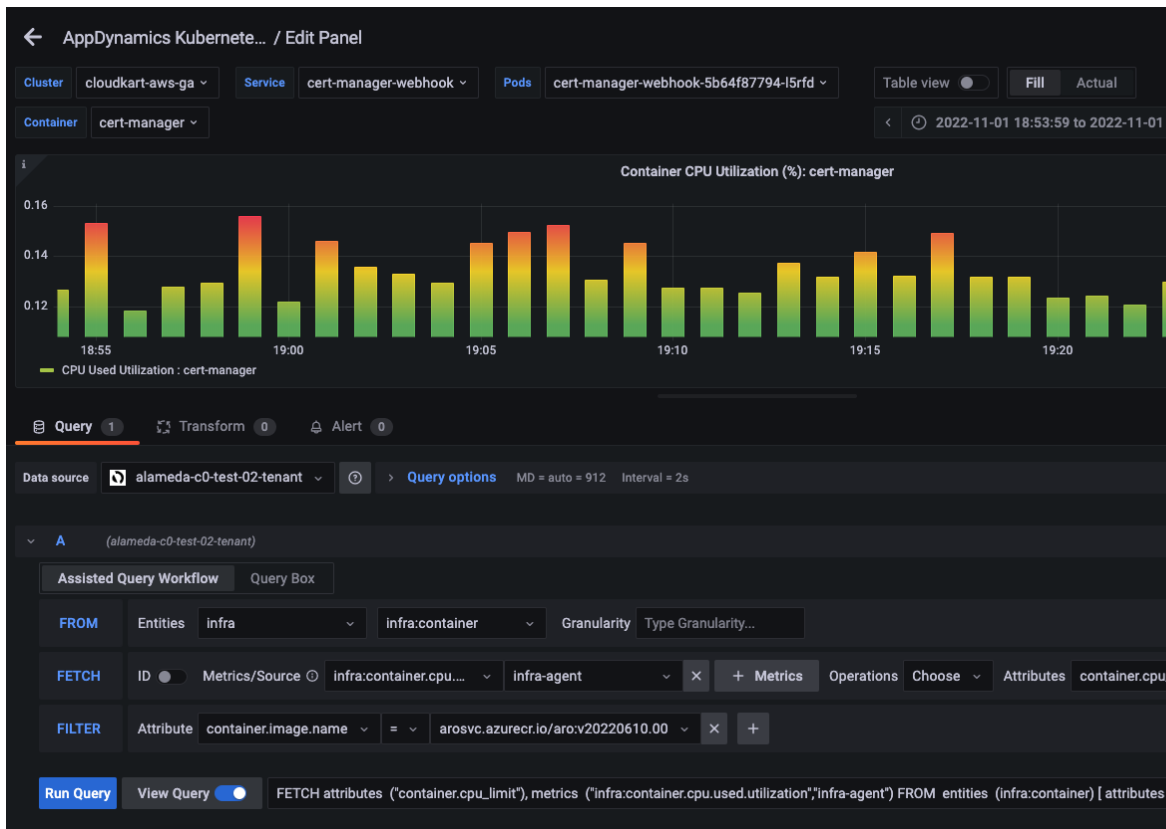 AppDynamics Kubernete... / Edit Panel
Cluster cloudkart-aws-ga Service cert-manager-webhook Pods cert-manager-webhook-5b64f87794-l5rfd Table view Fill Actual
Container cert-manager 2022-11-01 18:53:59 to 2022-11-01
i
Container CPU Utilization (%): cert-manager
0.16
0.14
0.12
18:55 19:00 19:05 19:10 19:15 19:20
CPU Used Utilization : cert-manager
Query 1 Transform 0 Alert 0
Data source alameda-c0-test-02-tenant > Query options MD = auto = 912 Interval = 2s
A (alameda-c0-test-02-tenant)
Assisted Query Workflow Query Box
FROM Entities infra infra:container Granularity Type Granularity...
FETCH ID Metrics/Source infra:container.cpu.... infra-agent × + Metrics Operations Choose Attributes container.cpu
FILTER Attribute container.image.name = arosvc.azurecr.io/aro:v20220610.00 × +
Run Query View Query FETCH attributes ("container.cpu_limit"), metrics ("infra:container.cpu.used.utilization","infra-agent") FROM entities (infra:container) [ attributes